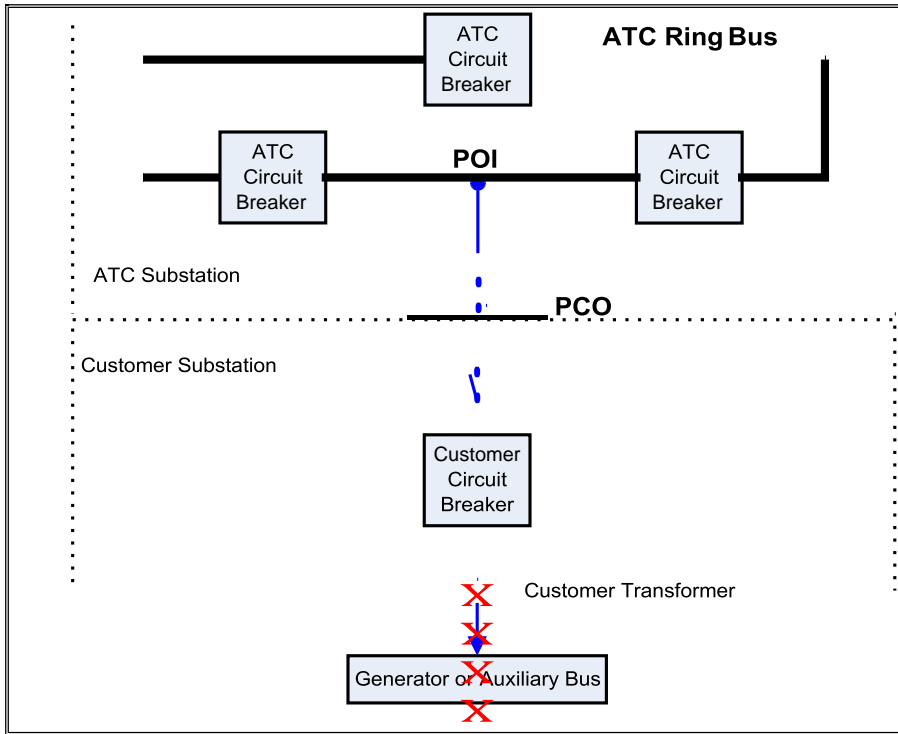 ATC
Circuit
Breaker
ATC Ring Bus
ATC
Circuit
Breaker
POI
ATC
Circuit
Breaker
ATC Substation
PCO
Customer Substation
Customer
Circuit
Breaker
Customer Transformer
Generator or Auxiliary Bus